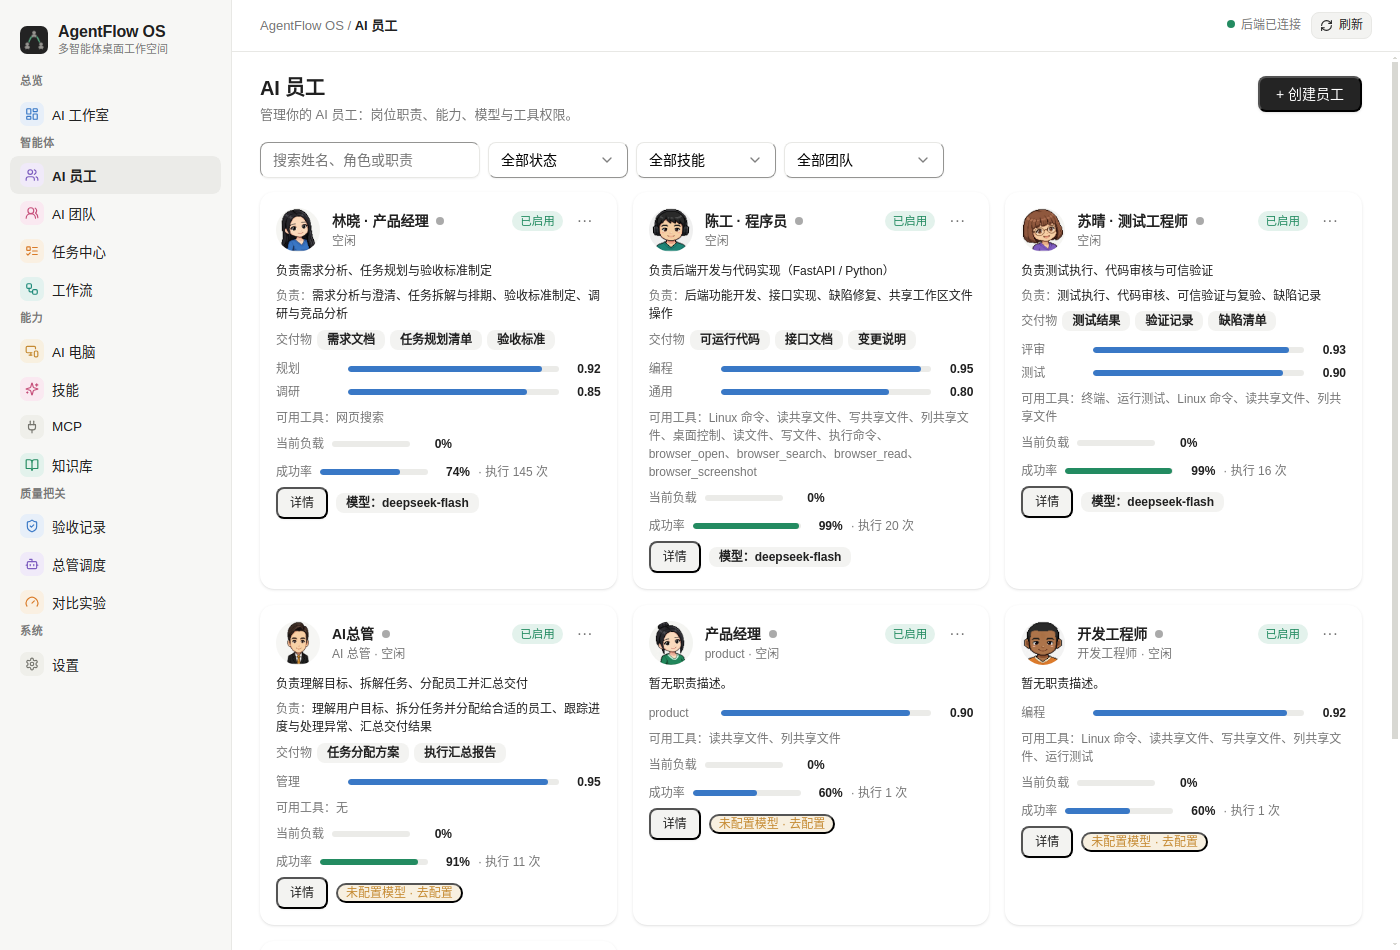 AgentFlow OS
多智能体桌面工作空间
总览
AI 工作室
智能体
AI 员工
AI 团队
任务中心
工作流
能力
AI 电脑
技能
MCP
知识库
质量把关
验收记录
总管调度
对比实验
系统
设置
AgentFlow OS / AI 员工
后端已连接
刷新
AI 员工
管理你的 AI 员工：岗位职责、能力、模型与工具权限。
+ 创建员工
搜索姓名、角色或职责
全部状态
全部技能
全部团队
林晓 · 产品经理
已启用
···
空闲
负责需求分析、任务规划与验收标准制定
负责：需求分析与澄清、任务拆解与排期、验收标准制定、调
研与竞品分析
交付物 需求文档 任务规划清单 验收标准
规划 0.92
调研 0.85
可用工具：网页搜索
当前负载 0%
成功率 74% · 执行 145 次
详情 模型：deepseek-flash
陈工 · 程序员
已启用
···
空闲
负责后端开发与代码实现（FastAPI / Python）
负责：后端功能开发、接口实现、缺陷修复、共享工作区文件
操作
交付物 可运行代码 接口文档 变更说明
编程 0.95
通用 0.80
可用工具：Linux 命令、读共享文件、写共享文件、列共享文
件、桌面控制、读文件、写文件、执行命令、
browser_open、browser_search、browser_read、
browser_screenshot
当前负载 0%
成功率 99% · 执行 20 次
详情 模型：deepseek-flash
苏晴 · 测试工程师
已启用
···
空闲
负责测试执行、代码审核与可信验证
负责：测试执行、代码审核、可信验证与复验、缺陷记录
交付物 测试结果 验证记录 缺陷清单
评审 0.93
测试 0.90
可用工具：终端、运行测试、Linux 命令、读共享文件、列共
享文件
当前负载 0%
成功率 99% · 执行 16 次
详情 模型：deepseek-flash
AI总管
已启用
···
AI 总管 · 空闲
负责理解目标、拆解任务、分配员工并汇总交付
负责：理解用户目标、拆分任务并分配给合适的员工、跟踪进
度与处理异常、汇总交付结果
交付物 任务分配方案 执行汇总报告
管理 0.95
可用工具：无
当前负载 0%
成功率 91% · 执行 11 次
详情 未配置模型 · 去配置
产品经理
已启用
···
product · 空闲
暂无职责描述。
product 0.90
可用工具：读共享文件、列共享文件
当前负载 0%
成功率 60% · 执行 1 次
详情 未配置模型 · 去配置
开发工程师
已启用
···
开发工程师 · 空闲
暂无职责描述。
编程 0.92
可用工具：Linux 命令、读共享文件、写共享文件、列共享文
件、运行测试
当前负载 0%
成功率 60% · 执行 1 次
详情 未配置模型 · 去配置